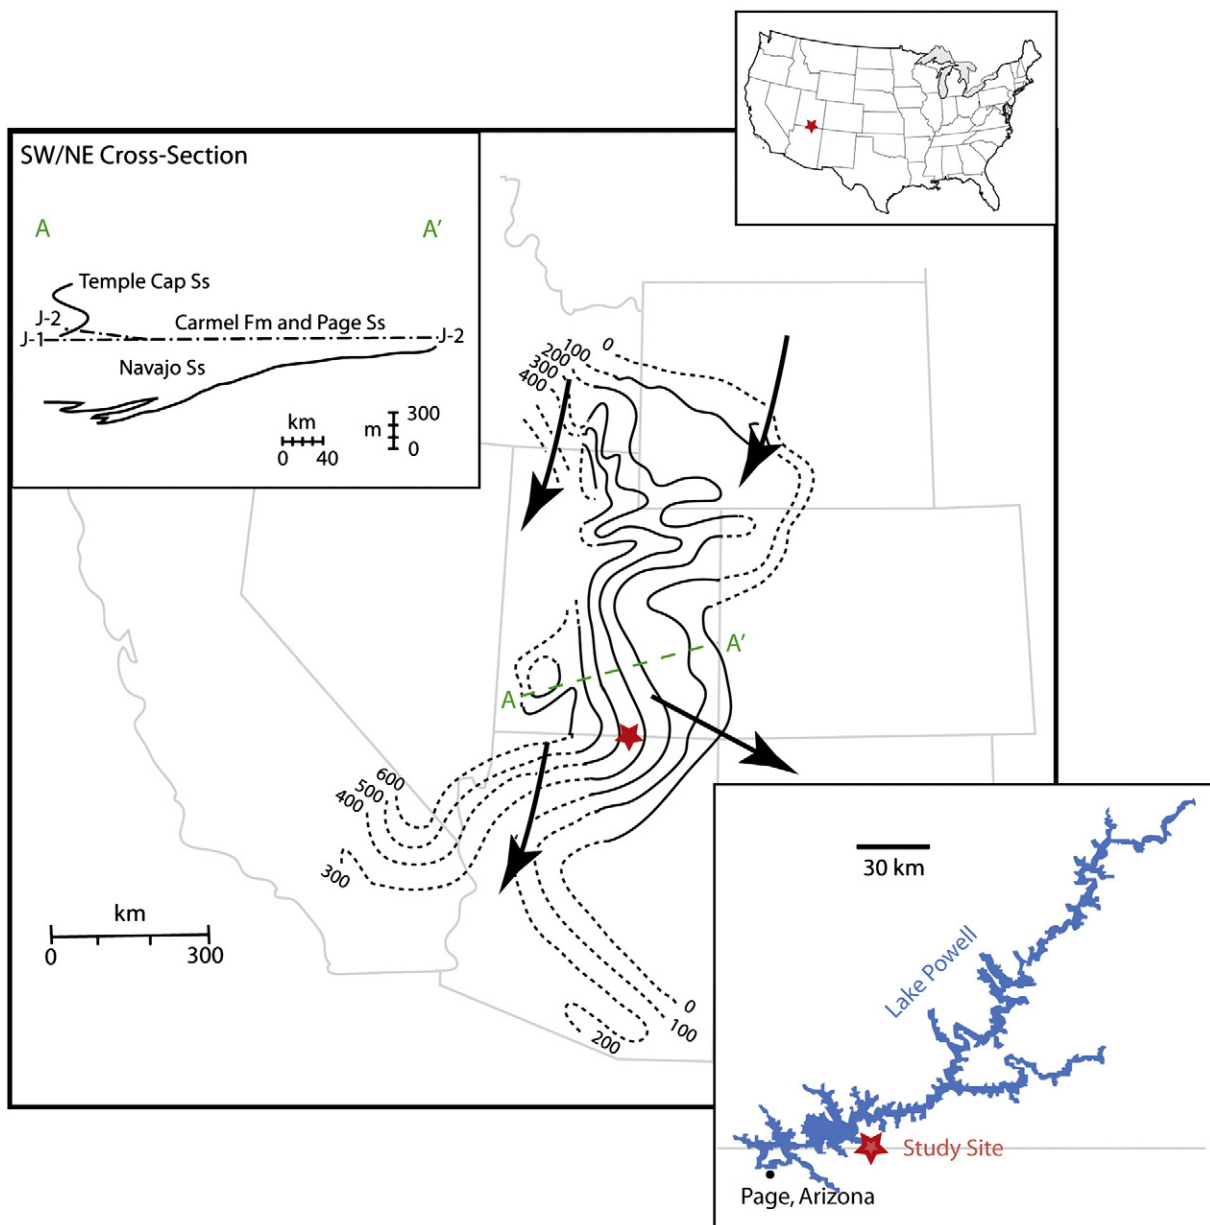 SW/NE Cross-Section
A
A'
Temple Cap Ss
J-2
Carmel Fm and Page Ss
J-1
J-2
Navajo Ss
km
0 40
m
300
0
0
100
200
300
400
A'
A
600
500
400
300
km
0 300
0
100
200
30 km
Lake Powell
Study Site
Page, Arizona